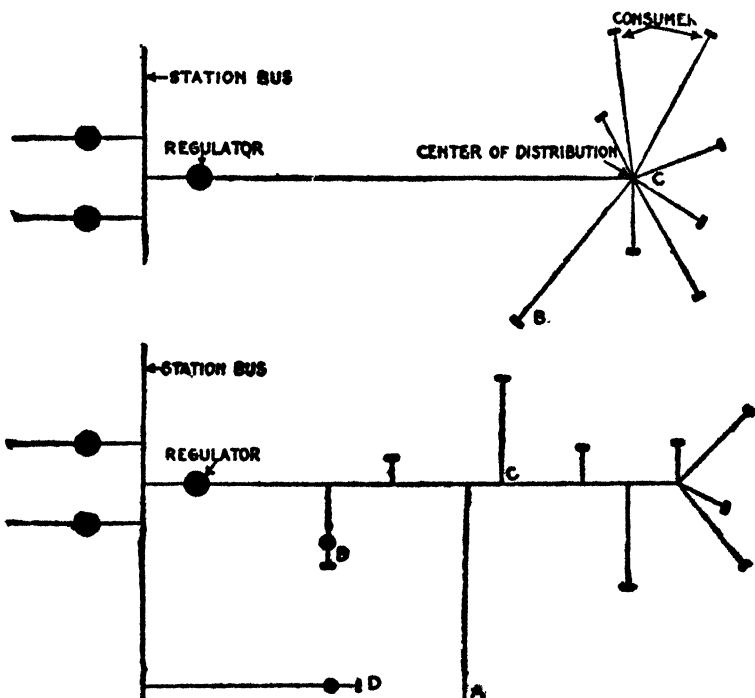 CONSUMER
STATION BUS
REGULATOR
CENTER OF DISTRIBUTION
C
B.
STATION BUS
REGULATOR
C
D
A